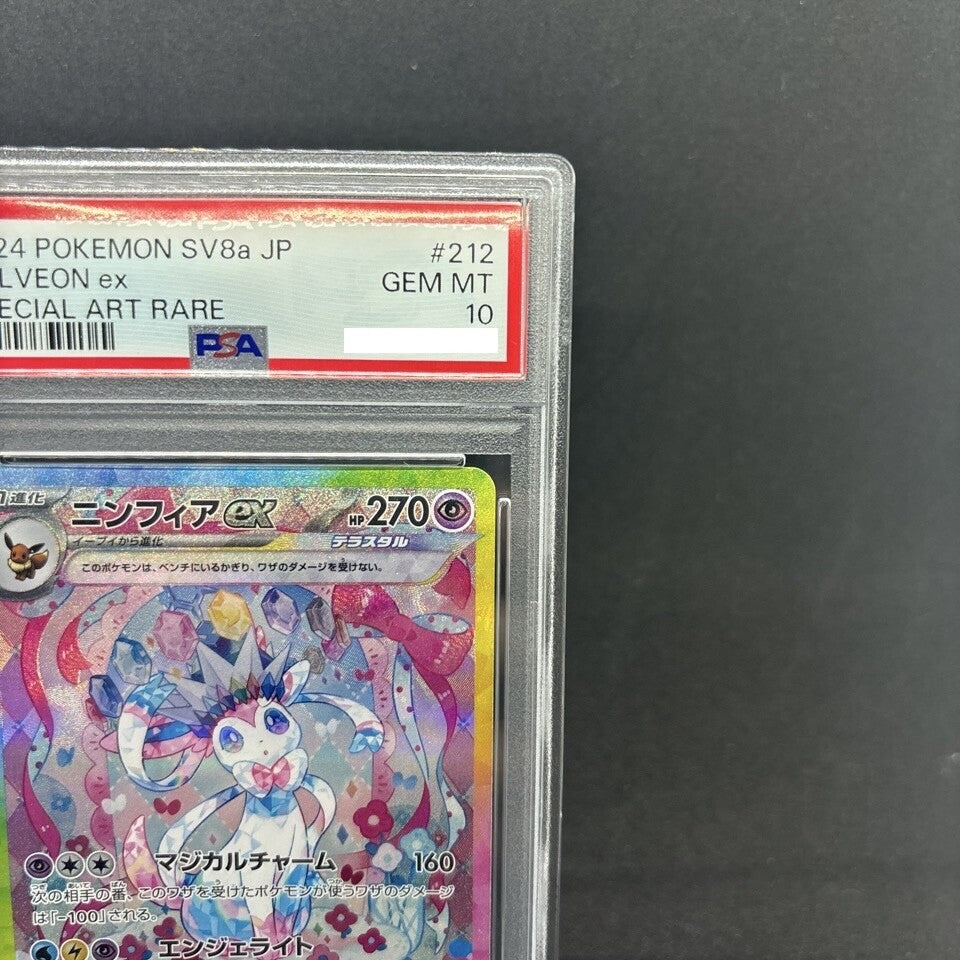 24 POKEMON SV8a JP #212
LVEON ex GEM MT
ECIAL ART RARE 10
PSA
進化 ニンフィアex HP 270
イーブイから進化 テラスタル
このポケモンは、ベンチにいるかぎり、ワザのダメージを受けない。
マジカルチャーム 160
次の相手の番、このワザを受けたポケモンが使うワザのダメージ
は「-100」される。
エンジェライト